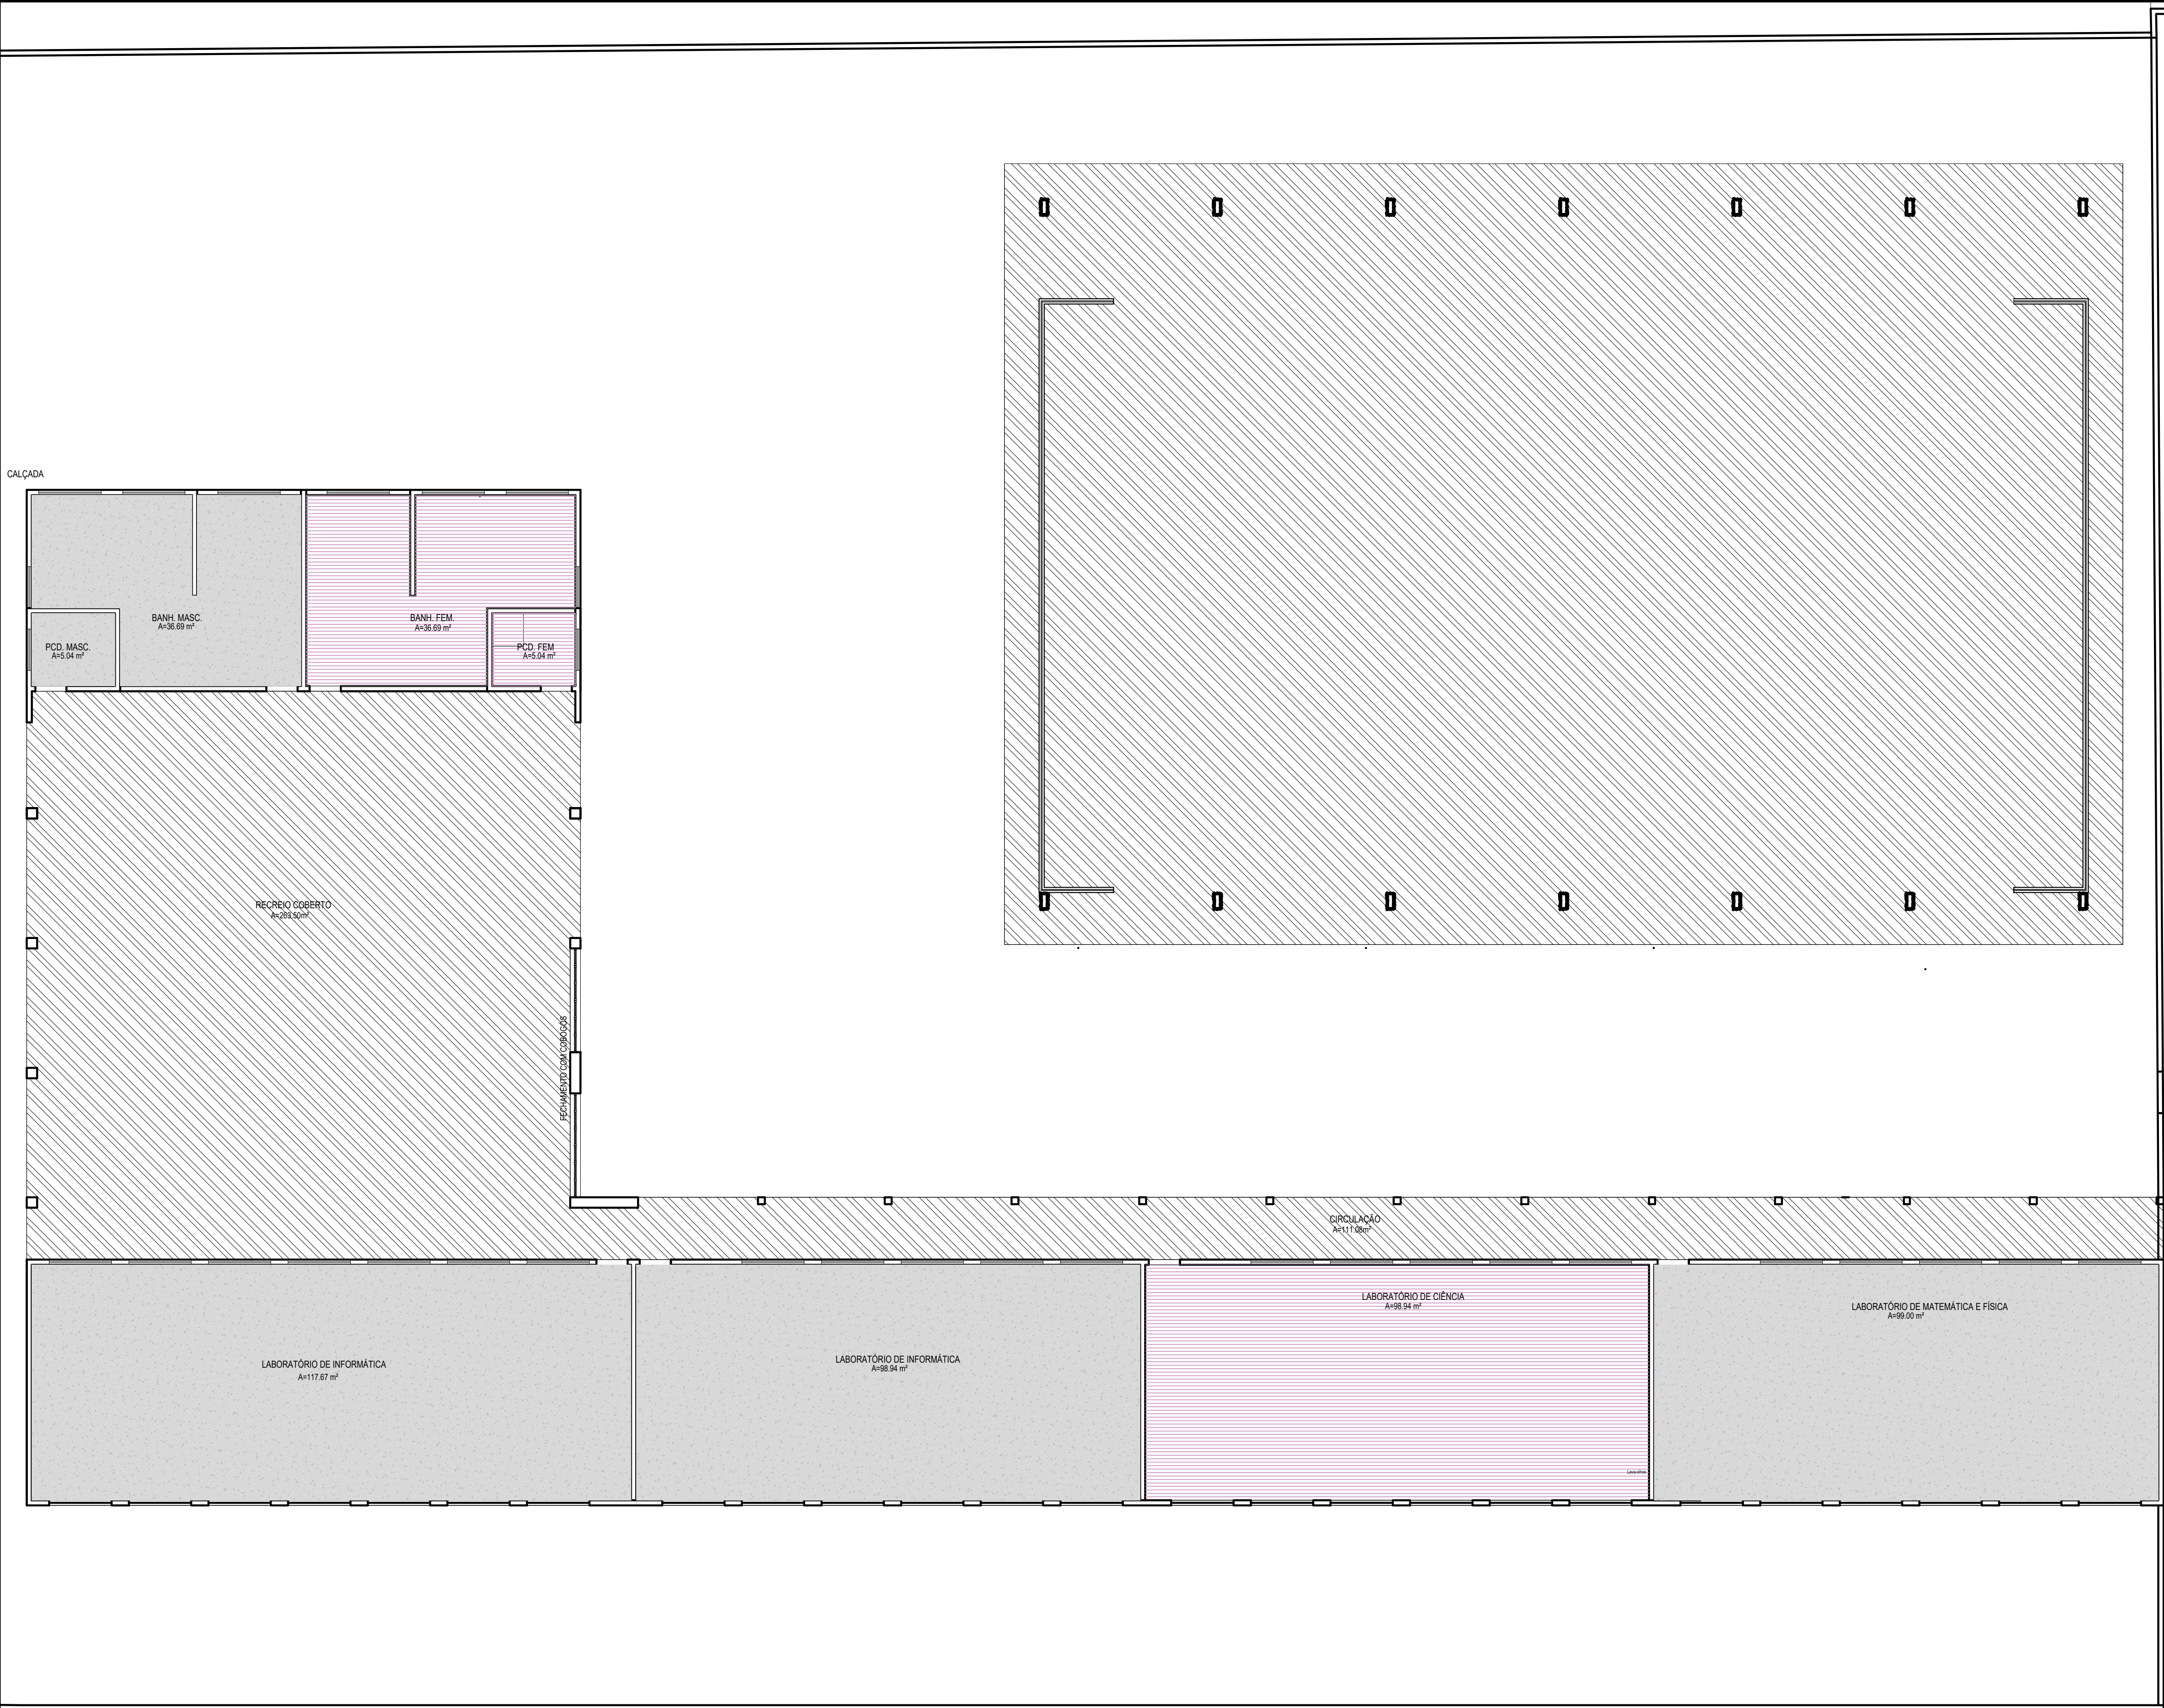 CALÇADA
BANH. MASC.
A=36.69 m²
BANH. FEM.
A=36.69 m²
PCD. MASC.
A=5.04 m²
PCD. FEM
A=5.04 m²
RECREIO COBERTO
A=263.50m²
FECHAMENTO COM COBOGÓS
CIRCULAÇÃO
A=111.08m²
LABORATÓRIO DE INFORMÁTICA
A=117.67 m²
LABORATÓRIO DE INFORMÁTICA
A=98.94 m²
LABORATÓRIO DE CIÊNCIA
A=98.94 m²
LABORATÓRIO DE MATEMÁTICA E FÍSICA
A=99.00 m²
Lava-olhos